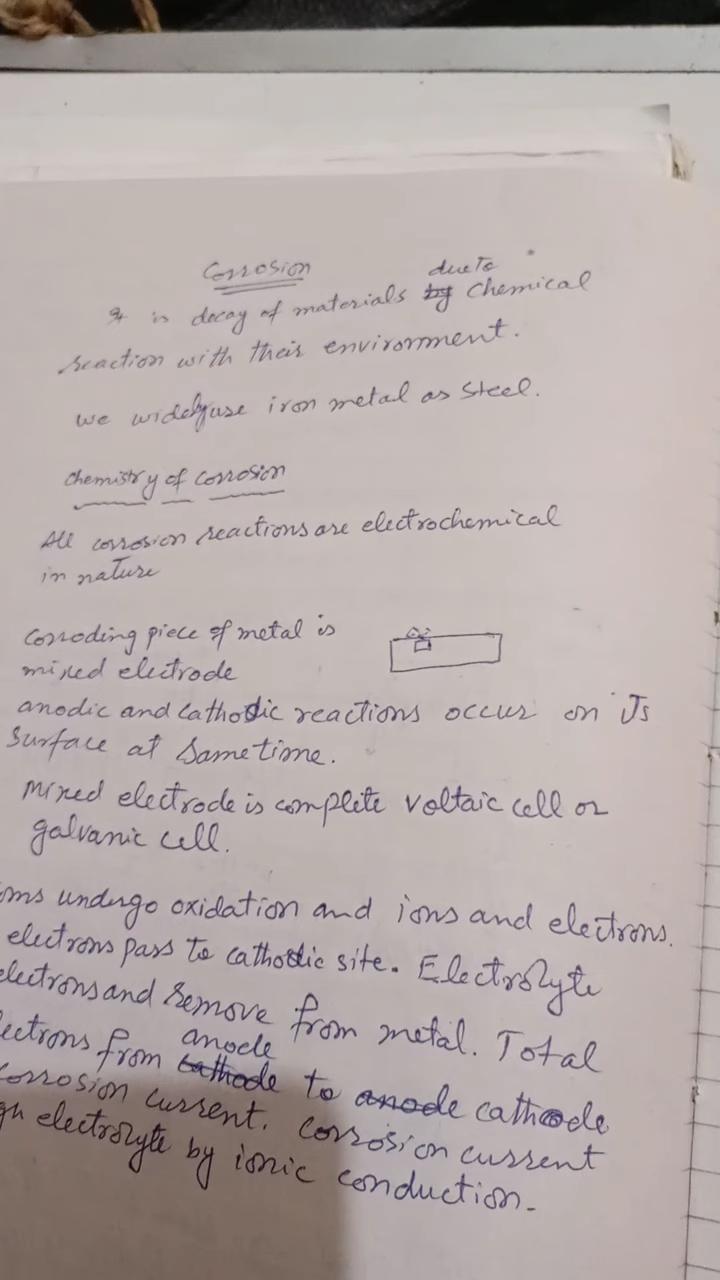 Corrosion
It is decay of materials by due to chemical
reaction with their environment.
we widely use iron metal as steel.
chemistry of corrosion
All corrosion reactions are electrochemical
in nature
Corroding piece of metal is
mixed electrode
anodic and cathodic reactions occur on its
surface at same time.
Mixed electrode is complete voltaic cell or
galvanic cell.
oms undergo oxidation and ions and electrons.
electrons pass to cathodic site. Electrolyte
electrons and remove from metal. Total
lectrons from cathode anode to anode cathode
corrosion current. Corrosion current
gh electrolyte by ionic conduction.